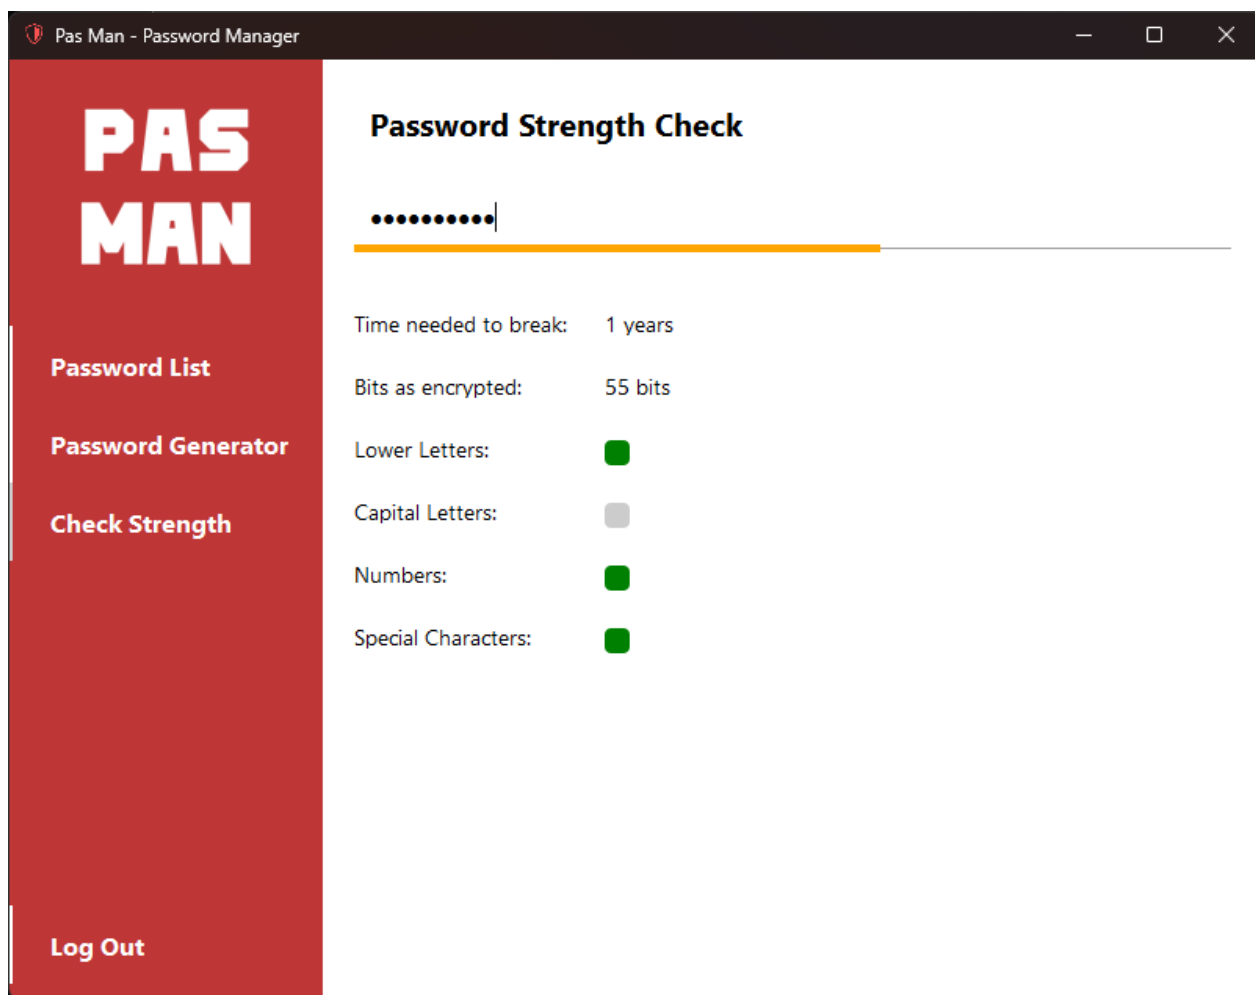 Pas Man - Password Manager
PAS
MAN
Password Strength Check
••••••••••
Time needed to break: 1 years
Password List
Bits as encrypted: 55 bits
Password Generator
Lower Letters:
Capital Letters:
Check Strength
Numbers:
Special Characters:
Log Out